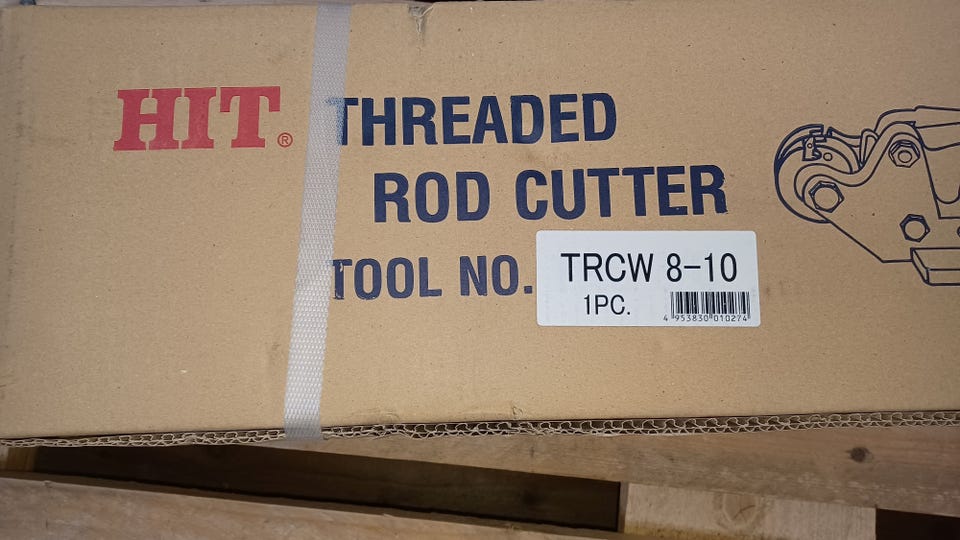 HIT®
THREADED
ROD CUTTER
TOOL NO.
TRCW 8-10
1PC.
4 953830 010274